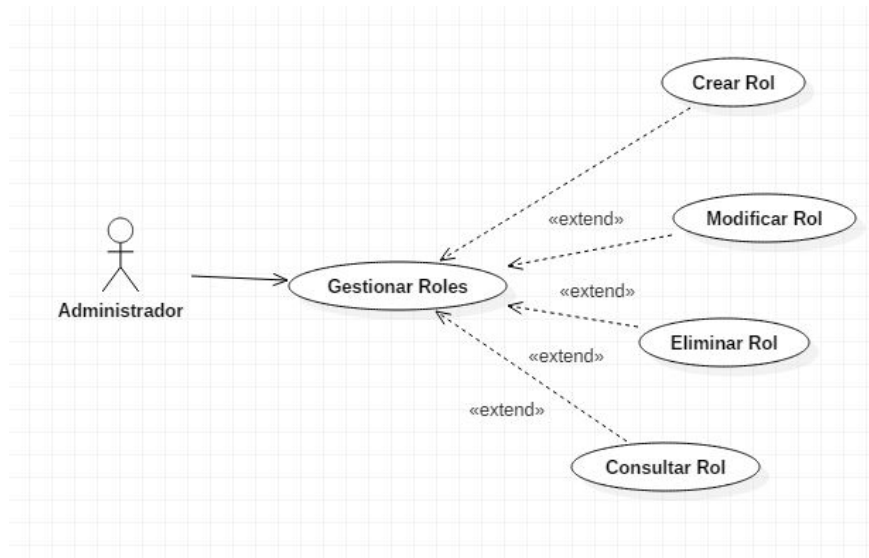 Crear Rol
«extend»
Modificar Rol
Gestionar Roles
«extend»
Administrador
Eliminar Rol
«extend»
«extend»
Consultar Rol